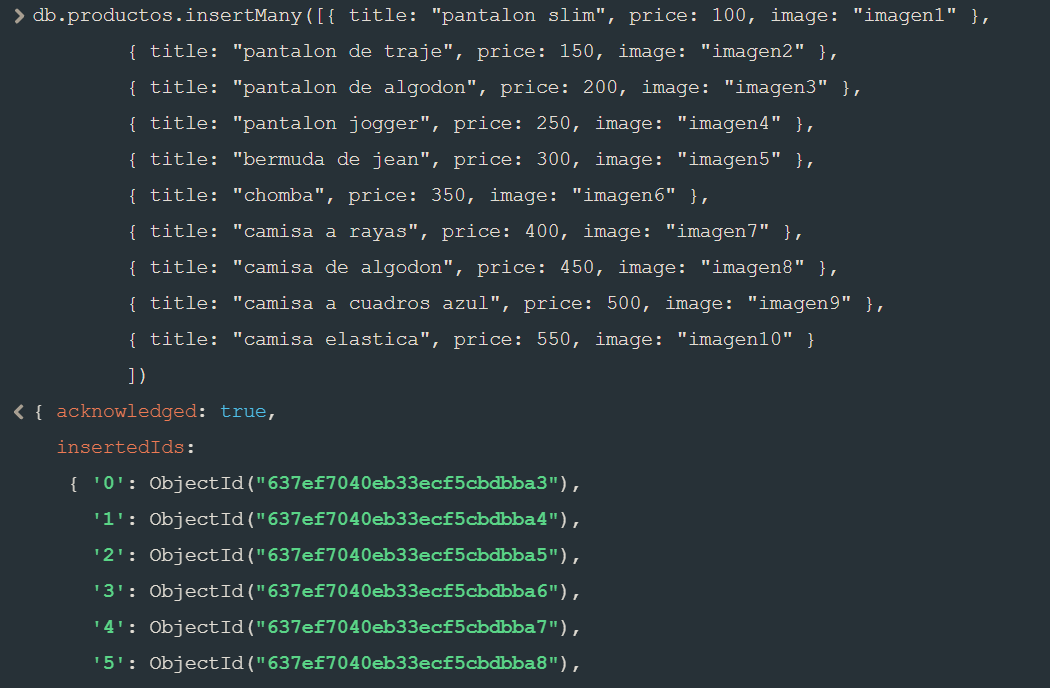 > db.productos.insertMany([{ title: "pantalon slim", price: 100, image: "imagen1" },
{ title: "pantalon de traje", price: 150, image: "imagen2" },
{ title: "pantalon de algodon", price: 200, image: "imagen3" },
{ title: "pantalon jogger", price: 250, image: "imagen4" },
{ title: "bermuda de jean", price: 300, image: "imagen5" },
{ title: "chomba", price: 350, image: "imagen6" },
{ title: "camisa a rayas", price: 400, image: "imagen7" },
{ title: "camisa de algodon", price: 450, image: "imagen8" },
{ title: "camisa a cuadros azul", price: 500, image: "imagen9" },
{ title: "camisa elastica", price: 550, image: "imagen10" }
])
< { acknowledged: true,
insertedIds:
{ '0': ObjectId("637ef7040eb33ecf5cbdbba3"),
'1': ObjectId("637ef7040eb33ecf5cbdbba4"),
'2': ObjectId("637ef7040eb33ecf5cbdbba5"),
'3': ObjectId("637ef7040eb33ecf5cbdbba6"),
'4': ObjectId("637ef7040eb33ecf5cbdbba7"),
'5': ObjectId("637ef7040eb33ecf5cbdbba8"),